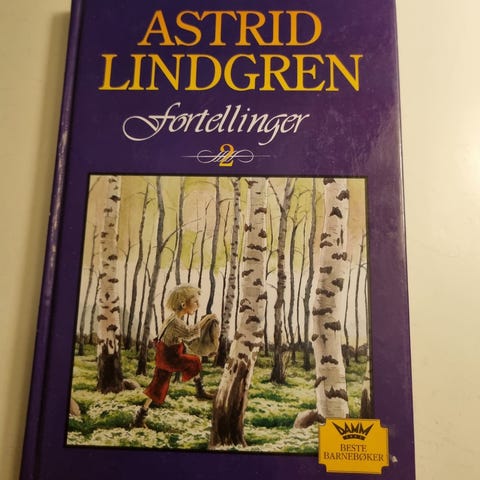 ASTRID
LINDGREN
fortellinger
2
DAMM
BESTE
BARNEBØKER